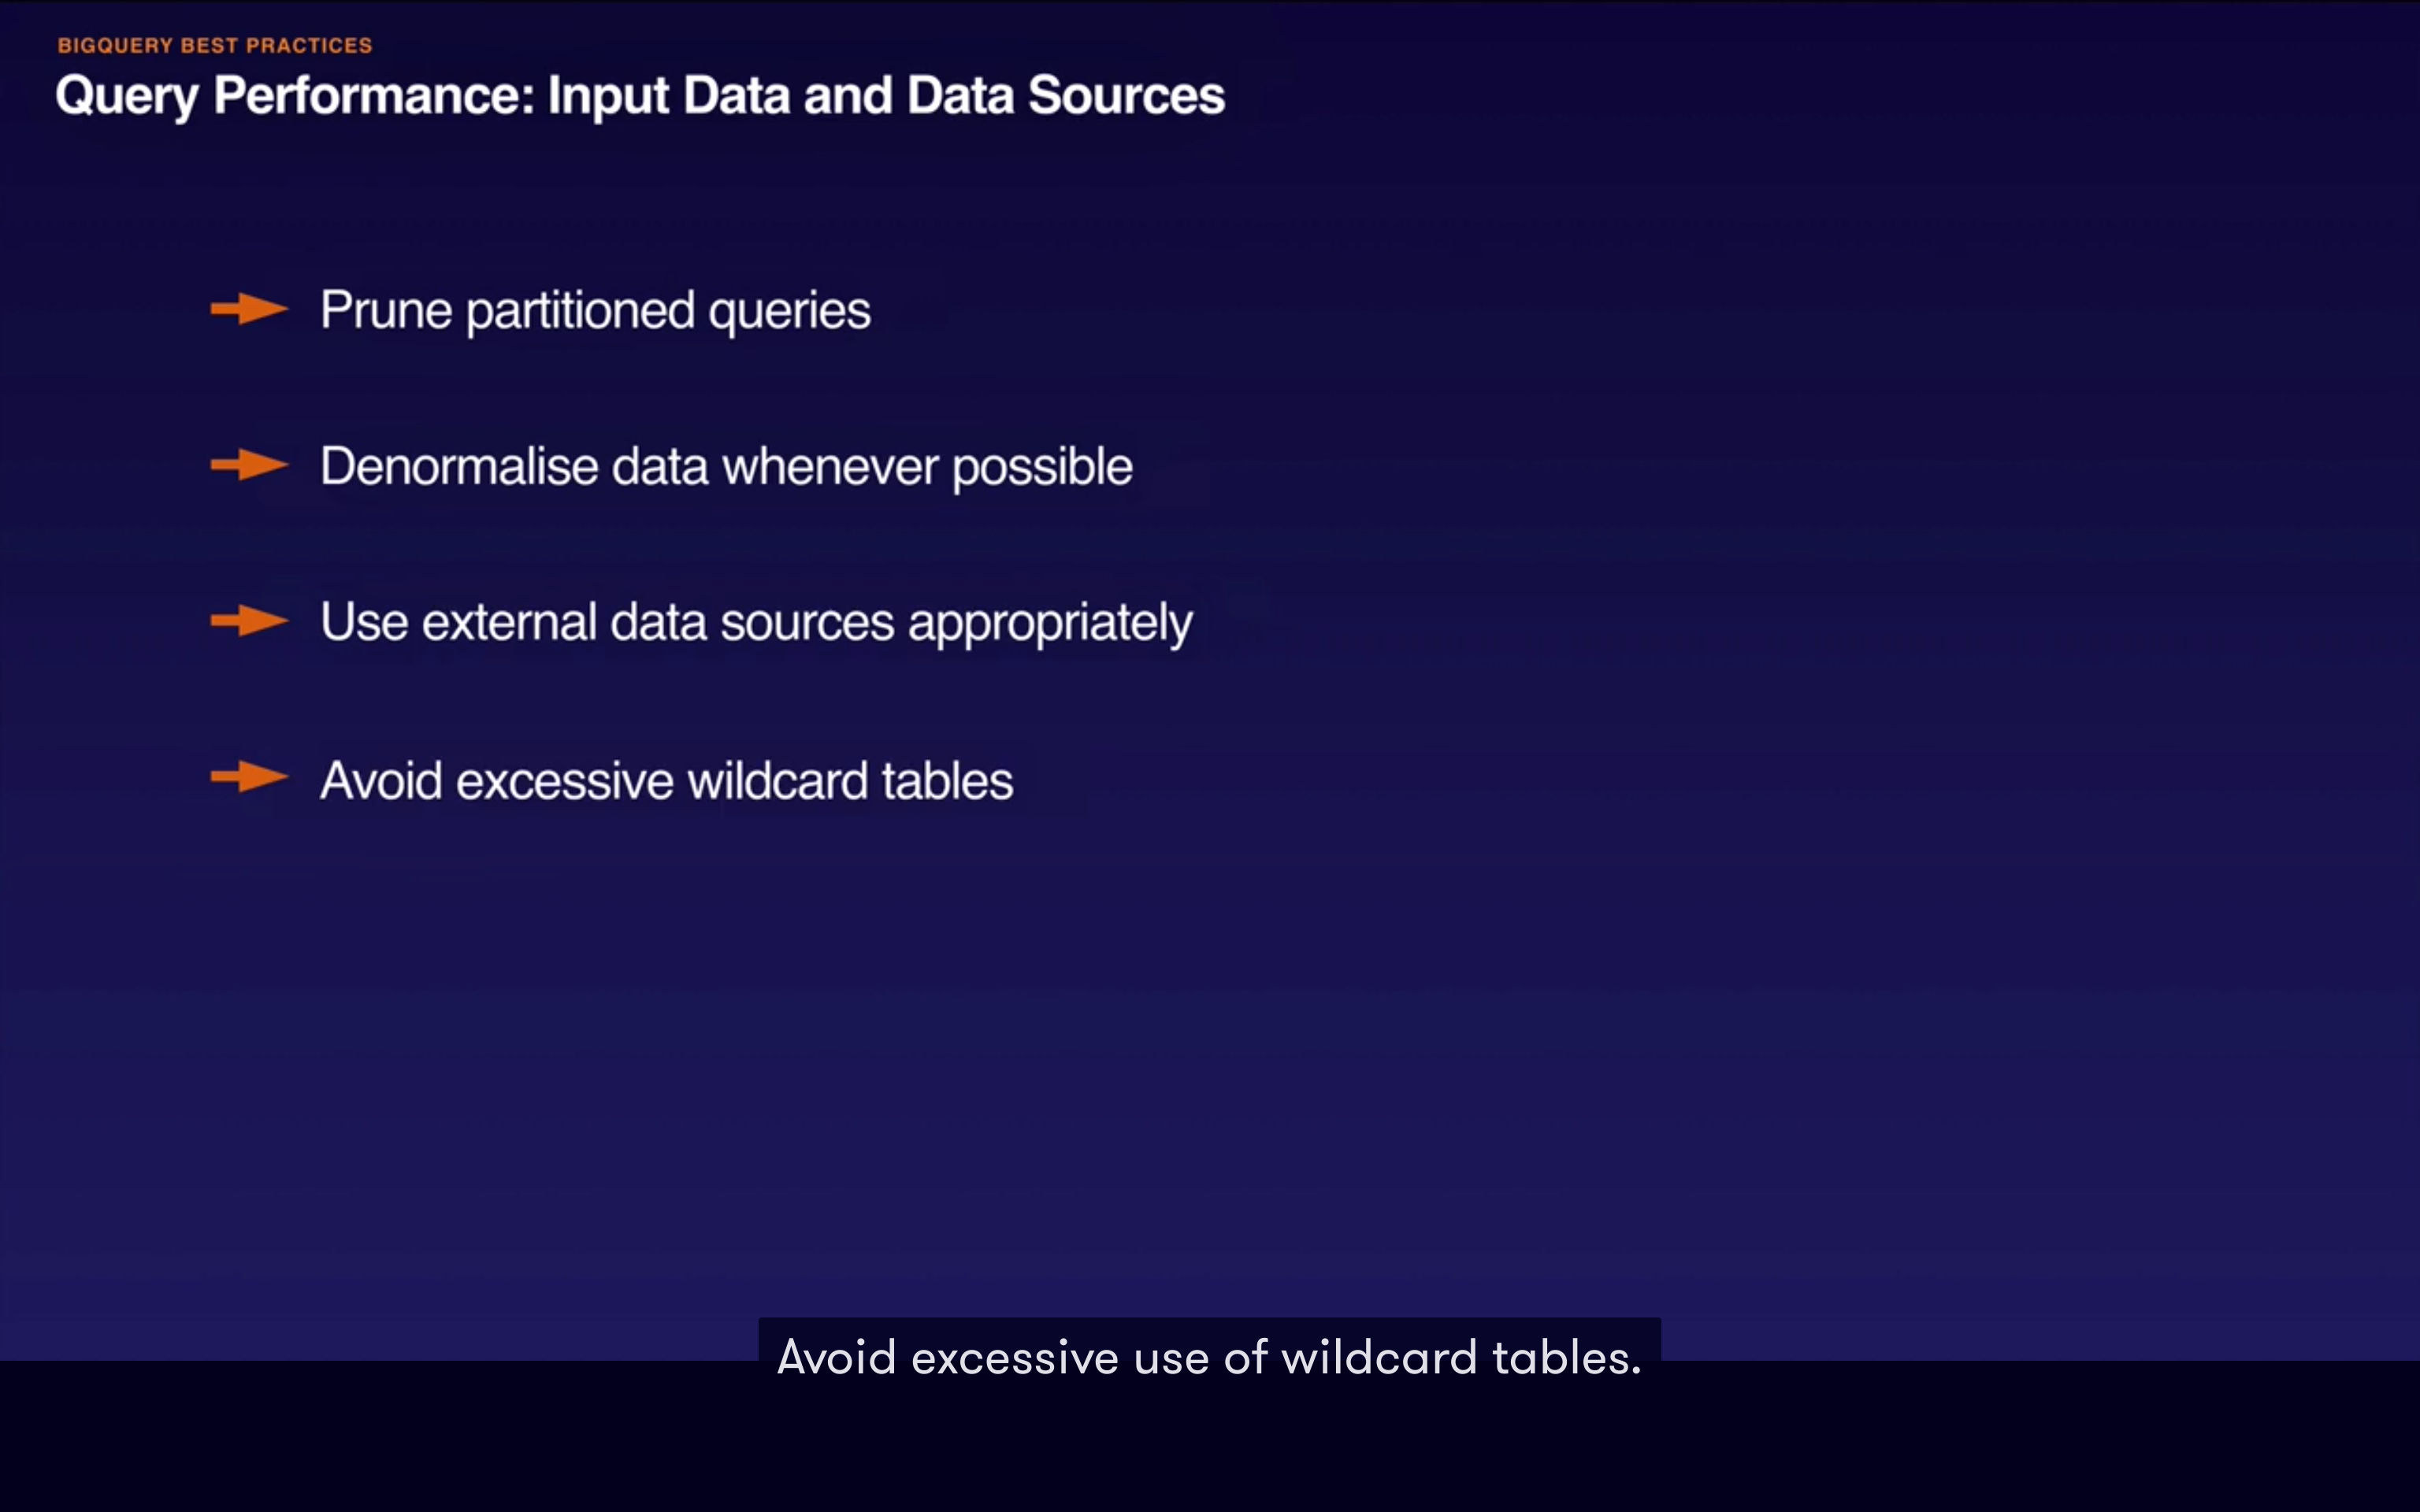 BIGQUERY BEST PRACTICES
Query Performance: Input Data and Data Sources
Prune partitioned queries
Denormalise data whenever possible
Use external data sources appropriately
Avoid excessive wildcard tables
Avoid excessive use of wildcard tables.